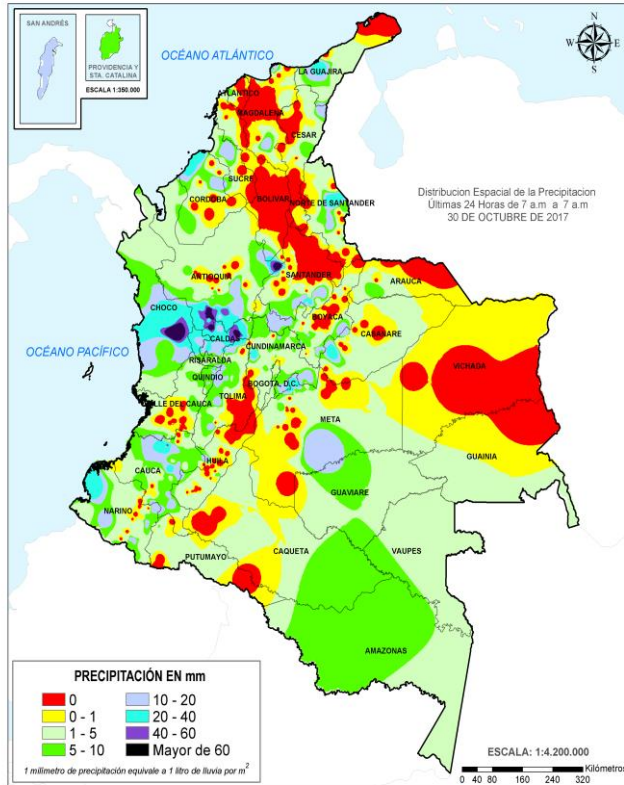 SAN ANDRÉS
PROVIDENCIA Y
STA. CATALINA
ESCALA 1:350.000
OCÉANO ATLÁNTICO
N
W E
S
LA GUAJIRA
ATLANTICO
MAGDALENA
CESAR
SUCRE
CORDOBA
BOLIVAR
NORTE DE SANTANDER
Distribucion Espacial de la Precipitacion
Últimas 24 Horas de 7 a.m a 7 a.m
30 DE OCTUBRE DE 2017
ANTIOQUIA
SANTANDER
ARAUCA
CHOCO
BOYACA
CASANARE
CALDAS
OCÉANO PACÍFICO
CUNDINAMARCA
RISARALDA
VICHADA
QUINDIO
BOGOTÁ, D.C.
TOLIMA
VALLE DEL CAUCA
META
GUAINIA
HUILA
CAUCA
GUAVIARE
NARINO
CAQUETA
VAUPES
PUTUMAYO
AMAZONAS
PRECIPITACIÓN EN mm
0 10 - 20
0 - 1 20 - 40
1 - 5 40 - 60
5 - 10 Mayor de 60
1 milímetro de precipitación equivale a 1 litro de lluvia por m²
ESCALA: 1:4.200.000
Kilómetros
0 40 80 160 240 320